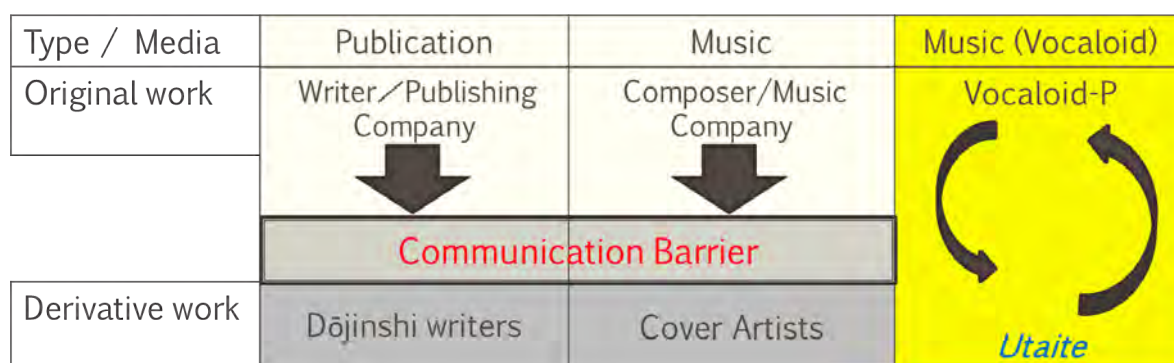 Type / Media
Publication
Music
Music (Vocaloid)
Original work
Writer／Publishing
Company
Composer/Music
Company
Vocaloid-P
Communication Barrier
Derivative work
Dōjinshi writers
Cover Artists
Utaite